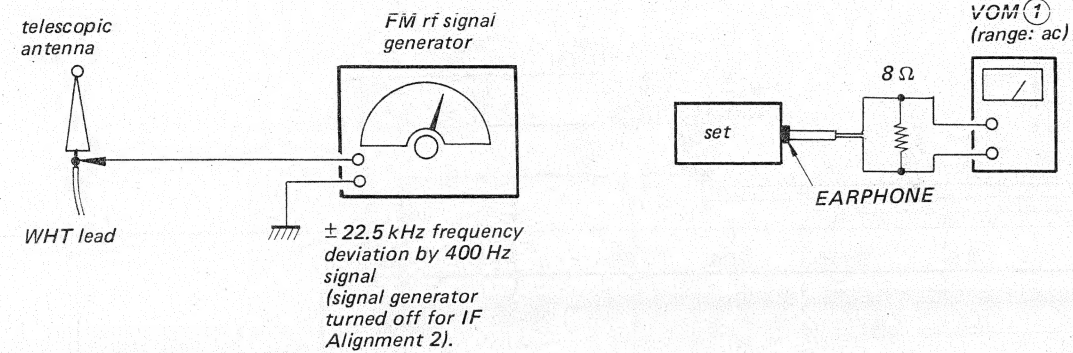 telescopic
antenna
WHT lead
FM rf signal
generator
± 22.5 kHz frequency
deviation by 400 Hz
signal
(signal generator
turned off for IF
Alignment 2).
set
EARPHONE
8 Ω
VOM ①
(range: ac)